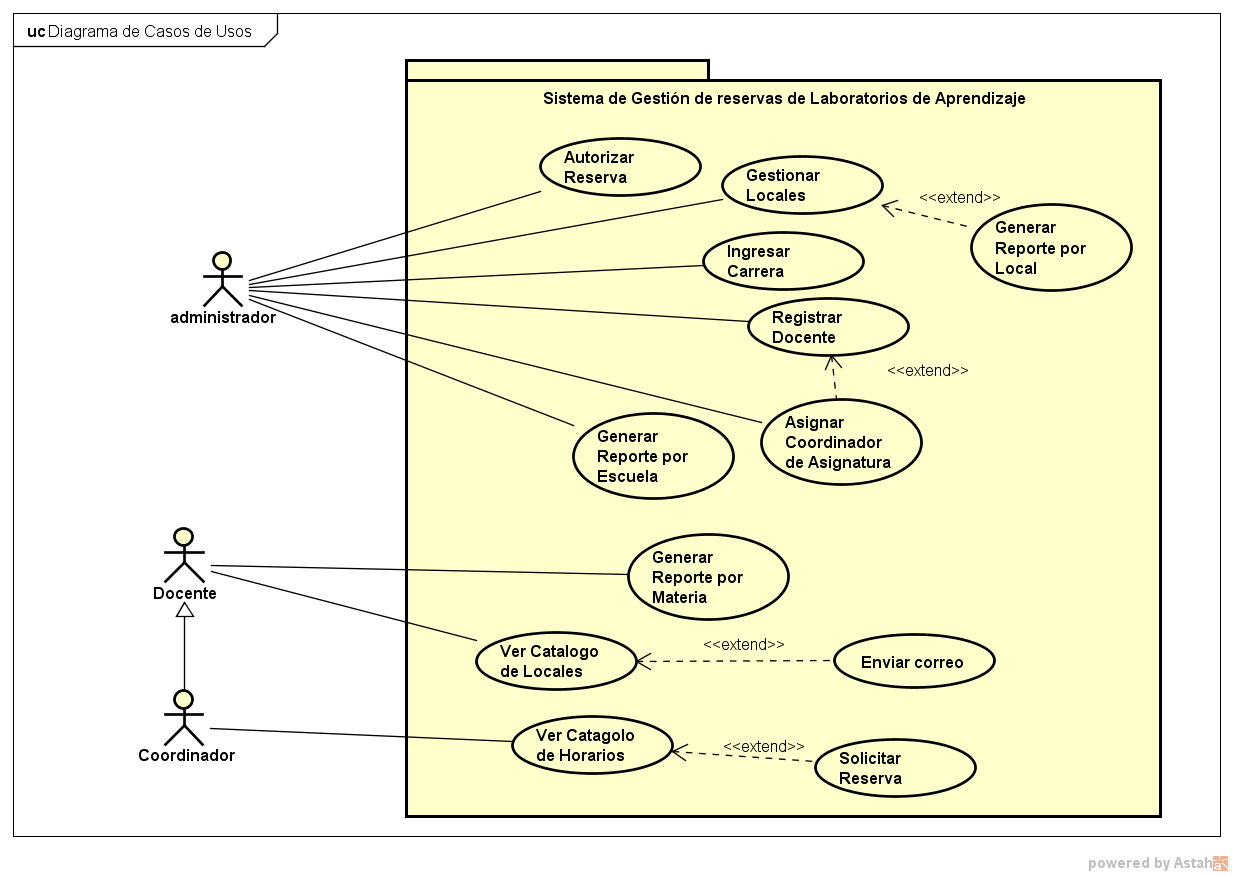 uc Diagrama de Casos de Usos
Sistema de Gestión de reservas de Laboratorios de Aprendizaje
Autorizar
Reserva
Gestionar
Locales
<<extend>>
Generar
Reporte por
Local
Ingresar
Carrera
administrador
Registrar
Docente
<<extend>>
Asignar
Coordinador
de Asignatura
Generar
Reporte por
Escuela
Docente
Generar
Reporte por
Materia
Ver Catalogo
de Locales
<<extend>>
Enviar correo
Coordinador
Ver Catagolo
de Horarios
<<extend>>
Solicitar
Reserva
powered by Astah